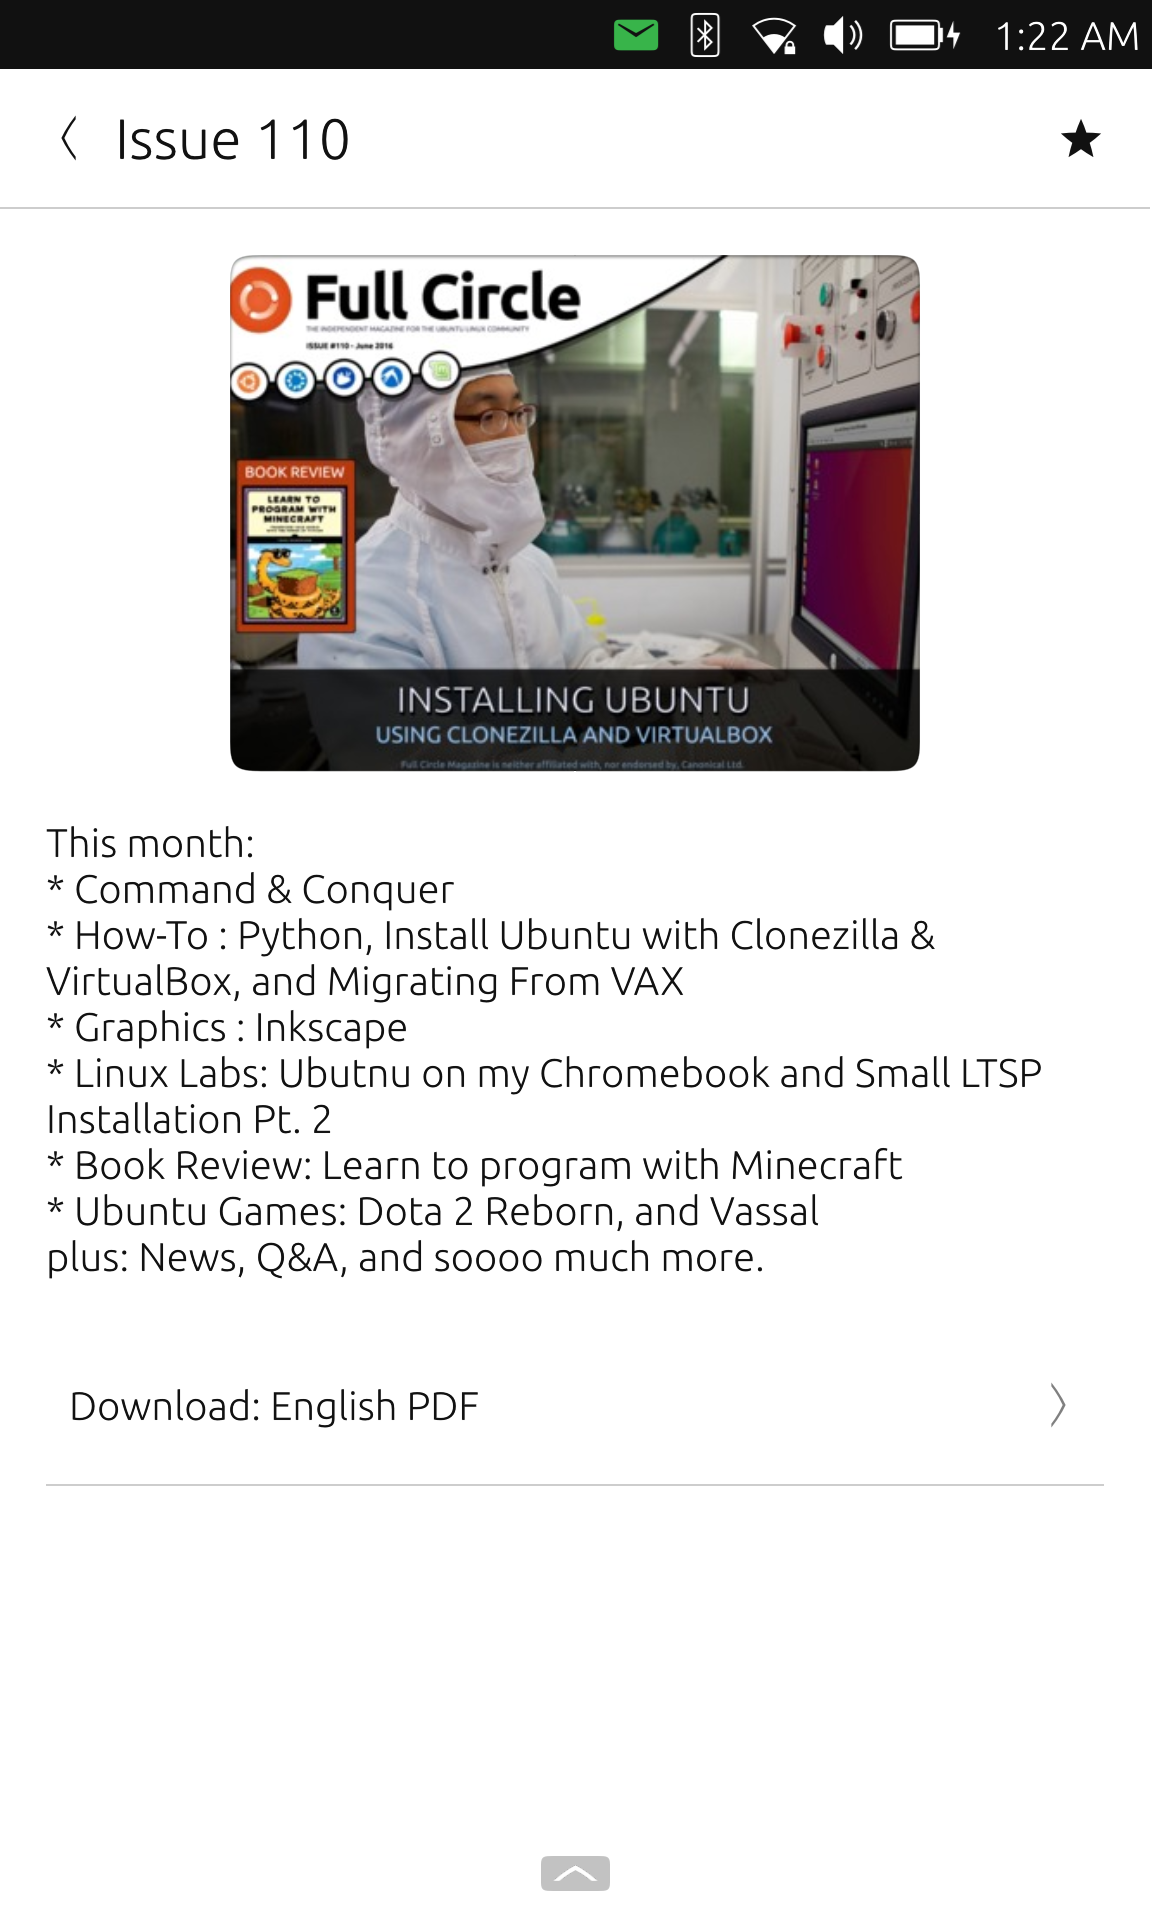 1:22 AM
Issue 110
Full Circle
THE INDEPENDENT MAGAZINE FOR THE UBUNTU LINUX COMMUNITY
ISSUE #110 - June 2016
BOOK REVIEW
LEARN TO
PROGRAM WITH
MINECRAFT
INSTALLING UBUNTU
USING CLONEZILLA AND VIRTUALBOX
Full Circle Magazine is neither affiliated with, nor endorsed by, Canonical Ltd.
This month:
* Command & Conquer
* How-To : Python, Install Ubuntu with Clonezilla &
VirtualBox, and Migrating From VAX
* Graphics : Inkscape
* Linux Labs: Ubutnu on my Chromebook and Small LTSP
Installation Pt. 2
* Book Review: Learn to program with Minecraft
* Ubuntu Games: Dota 2 Reborn, and Vassal
plus: News, Q&A, and soooo much more.
Download: English PDF